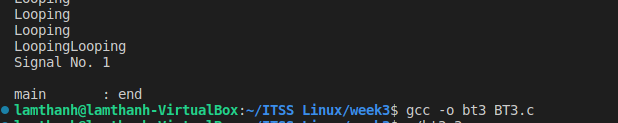 Looping
Looping
Looping
LoopingLooping
Signal No. 1
main : end
lamthanh@lamthanh-VirtualBox:~/ITSS Linux/week3$ gcc -o bt3 BT3.c